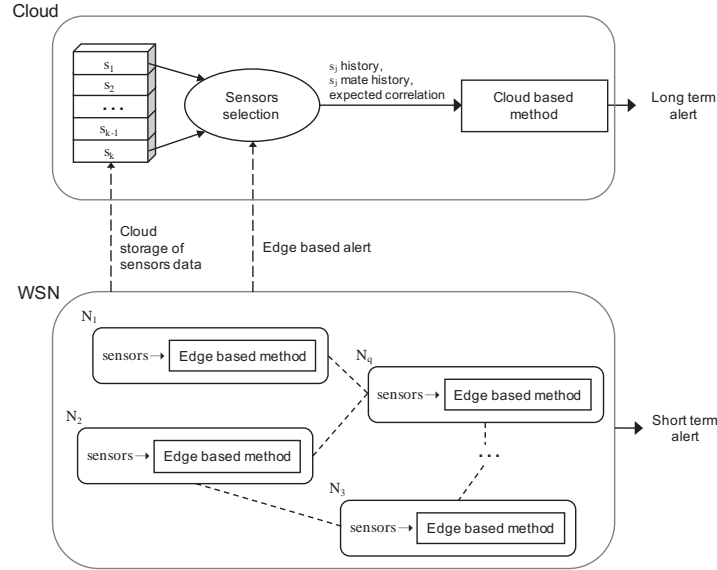 Cloud
s1
s2
...
sk-1
sk
Sensors
selection
sj history,
sj mate history,
expected correlation
Cloud based
method
Long term
alert
Cloud
storage of
sensors data
Edge based alert
WSN
N1
sensors→ Edge based method
Nq
sensors→ Edge based method
N2
sensors→ Edge based method
...
N3
sensors→ Edge based method
Short term
alert